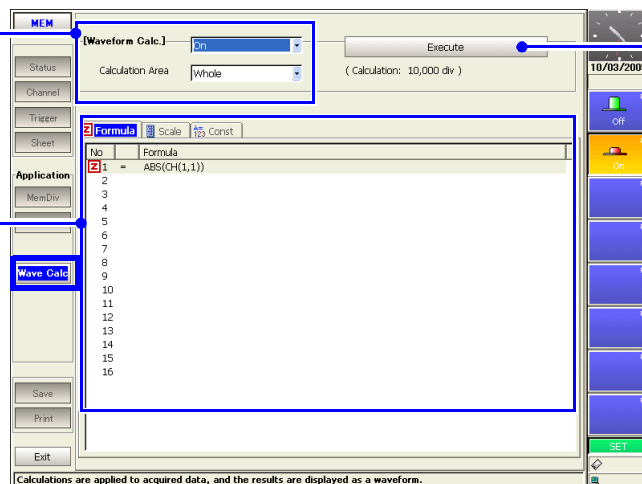 MEM
[Waveform Calc.] On
Execute
Calculation Area Whole
( Calculation: 10,000 div )
Status
Channel
Trigger
Sheet
Application
MemDiv
Wave Calc
Save
Print
Exit
Z Formula Scale A= 123 Const
No Formula
Z 1 = ABS(CH(1,1))
2
3
4
5
6
7
8
9
10
11
12
13
14
15
16
10/03/200
Off
On
SET
Calculations are applied to acquired data, and the results are displayed as a waveform.